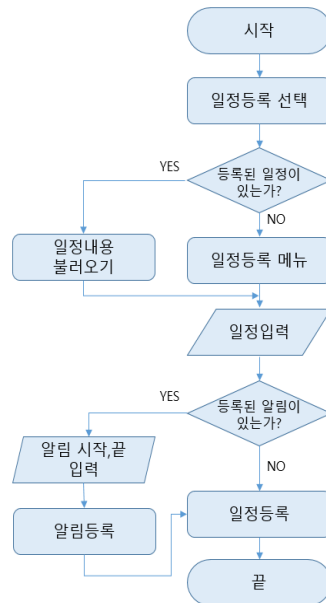 시작
일정등록 선택
등록된 일정이
있는가?
YES
NO
일정내용
불러오기
일정등록 메뉴
일정입력
등록된 알림이
있는가?
YES
NO
알림 시작,끝
입력
알림등록
일정등록
끝